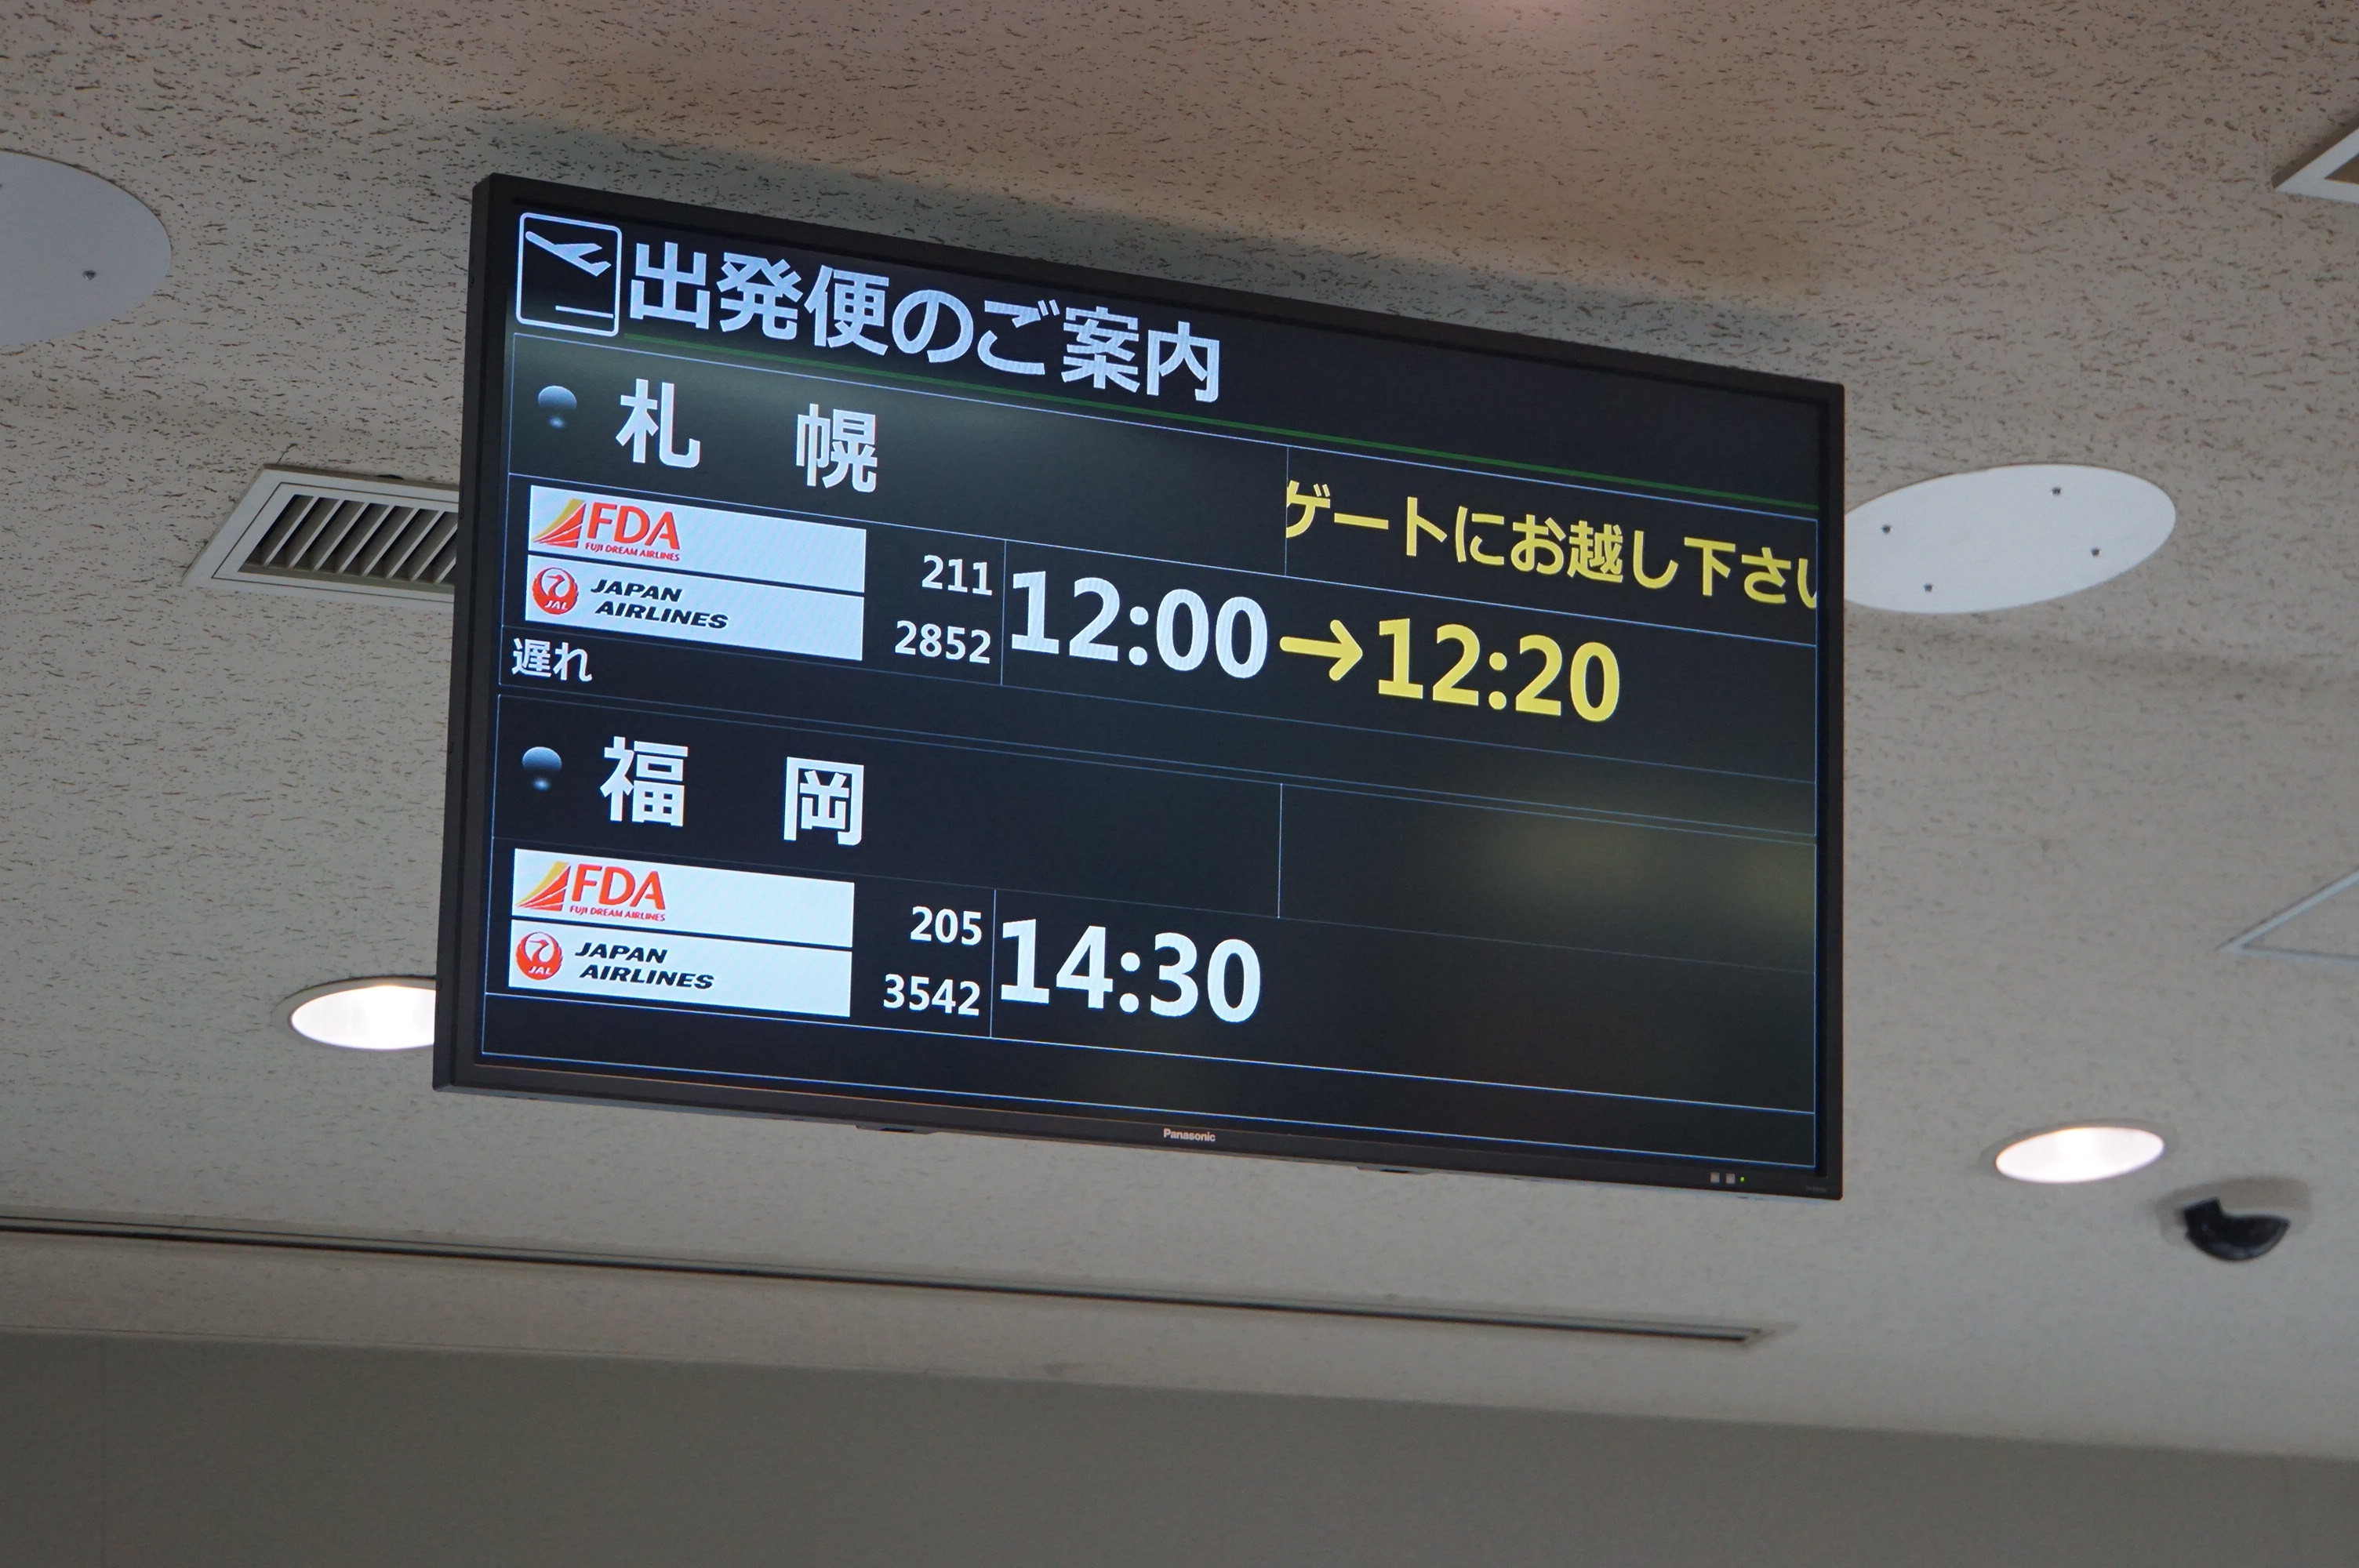 出発便のご案内
札 幌
ゲートにお越し下さい
FDA
FUJI DREAM AIRLINES
211
JAL
JAPAN
AIRLINES
2852
12:00→12:20
遅れ
福 岡
FDA
FUJI DREAM AIRLINES
205
JAL
JAPAN
AIRLINES
3542
14:30
Panasonic